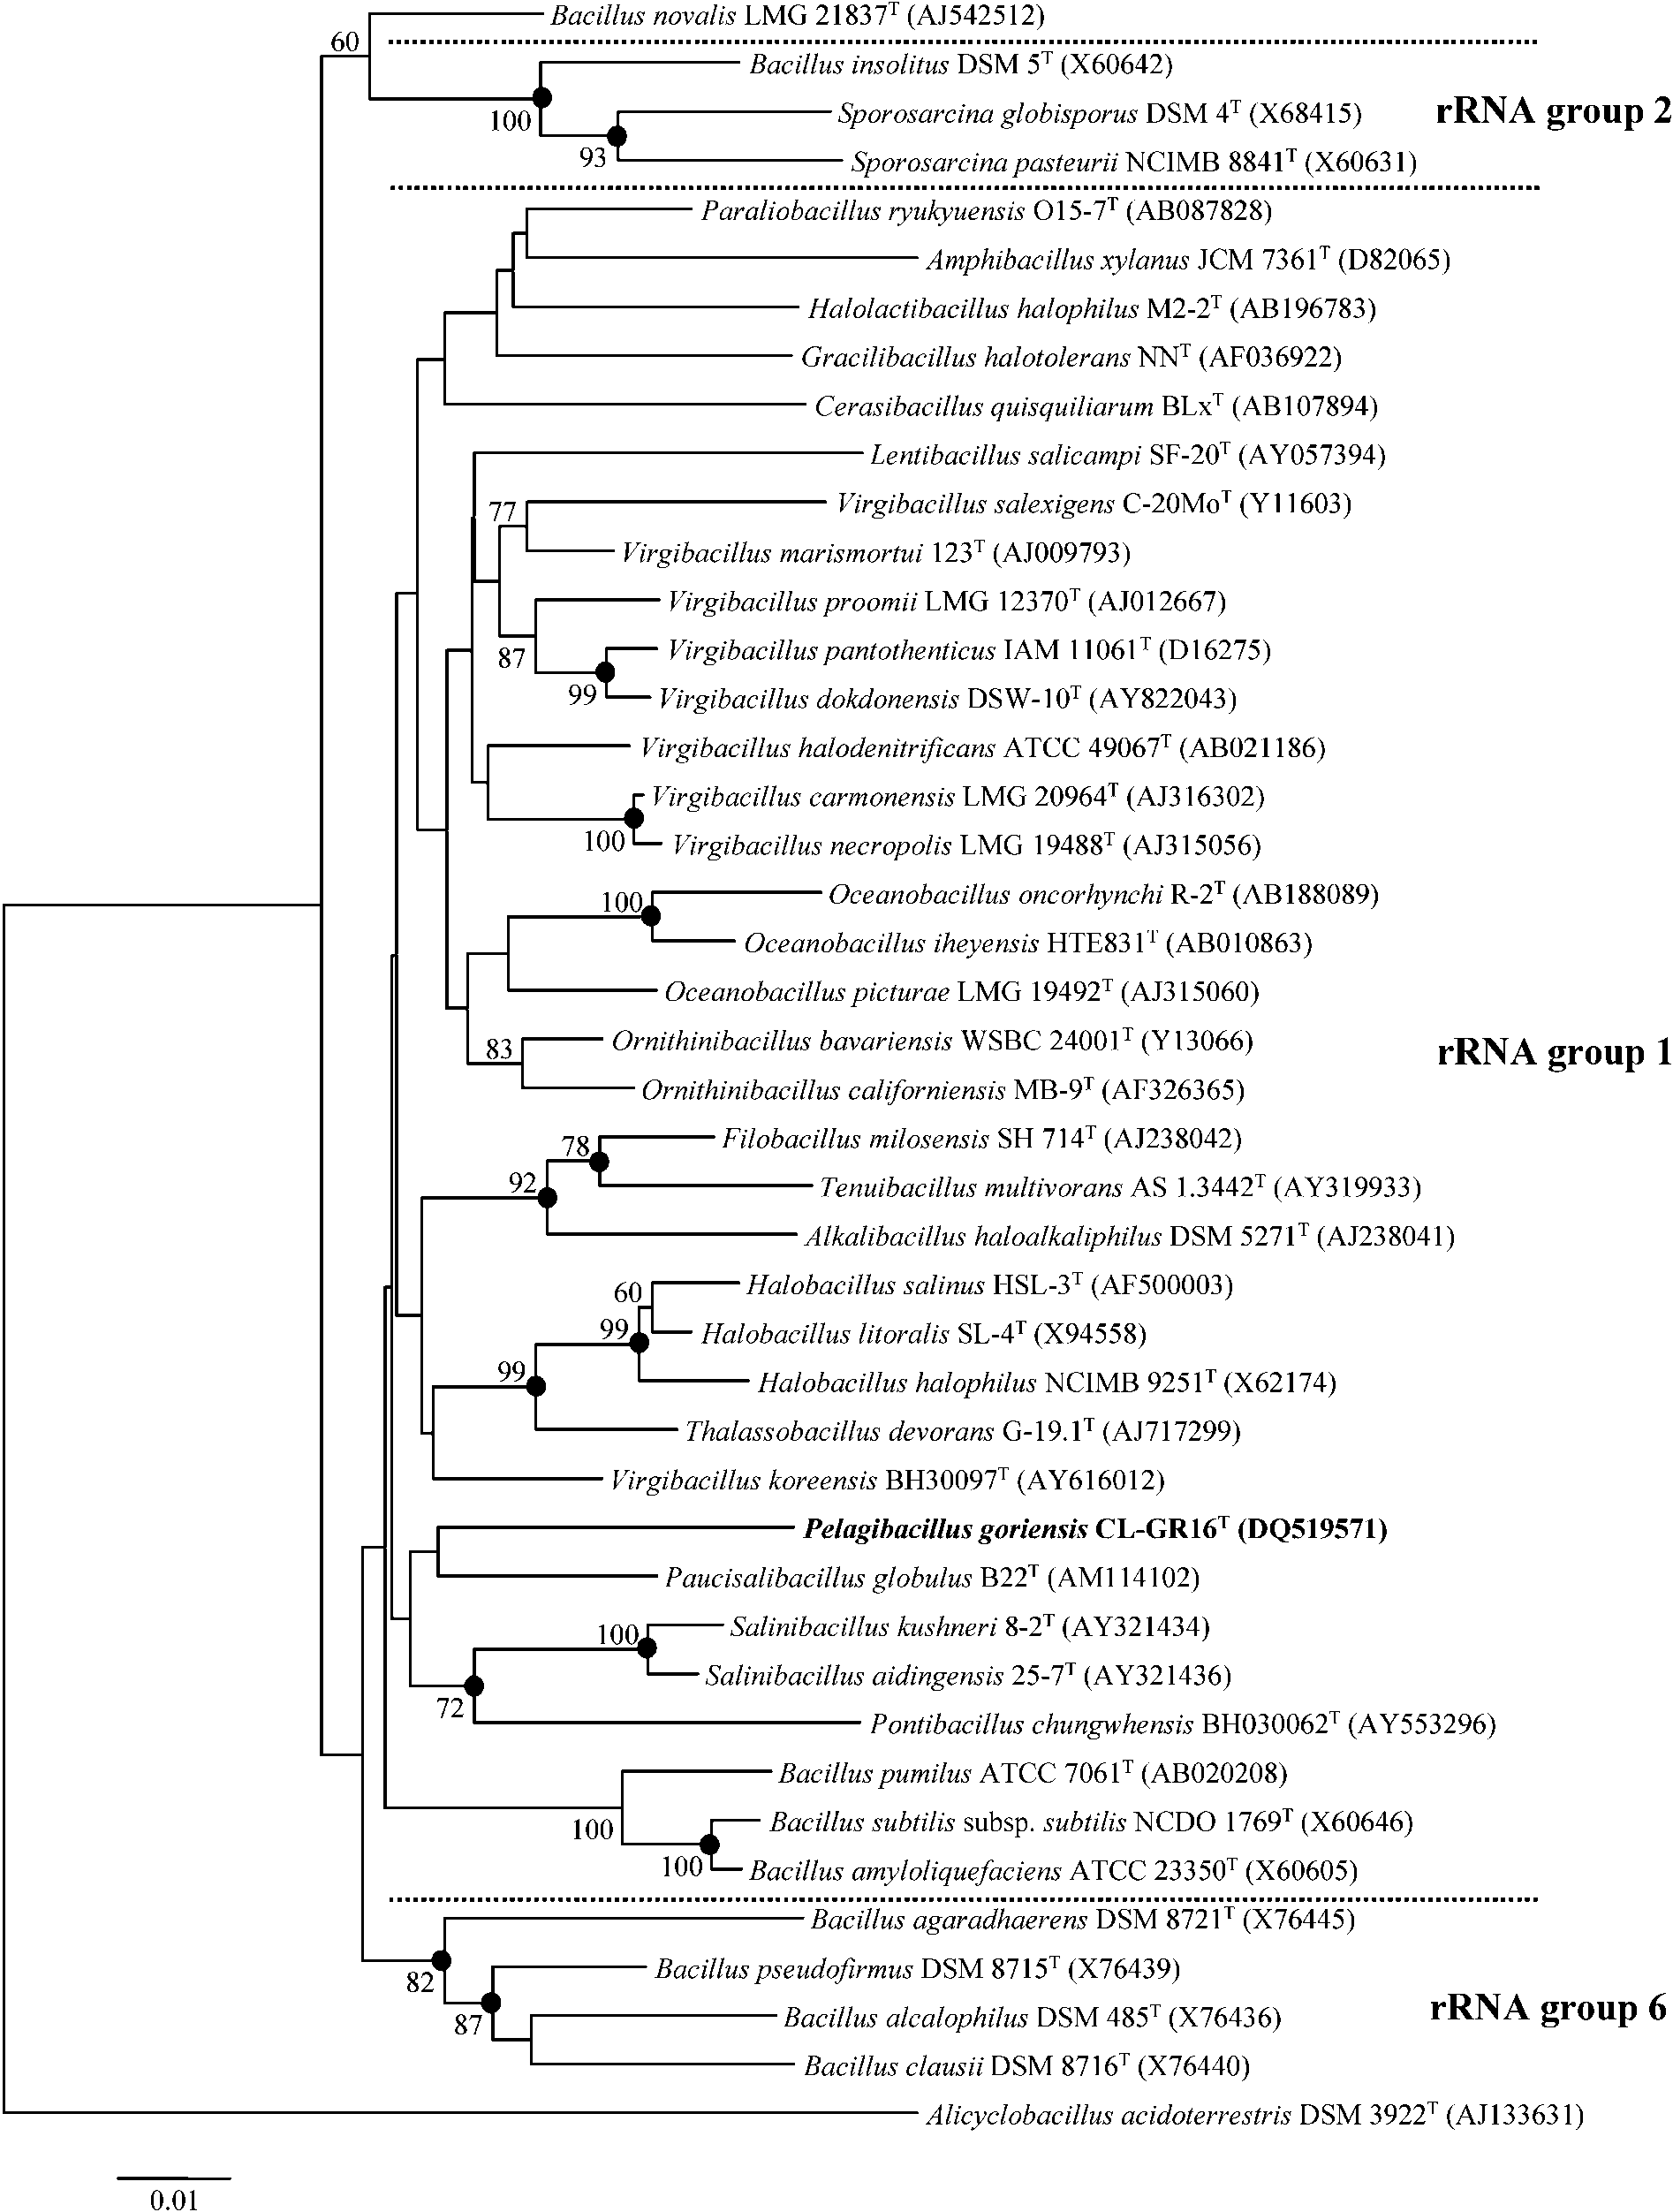 Bacillus novalis LMG 21837ᵀ (AJ542512)
60
Bacillus insolitus DSM 5ᵀ (X60642)
100
Sporosarcina globisporus DSM 4ᵀ (X68415)
rRNA group 2
93
Sporosarcina pasteurii NCIMB 8841ᵀ (X60631)
Paraliobacillus ryukyuensis O15-7ᵀ (AB087828)
Amphibacillus xylanus JCM 7361ᵀ (D82065)
Halolactibacillus halophilus M2-2ᵀ (AB196783)
Gracilibacillus halotolerans NNᵀ (AF036922)
Cerasibacillus quisquiliarum BLxᵀ (AB107894)
Lentibacillus salicampi SF-20ᵀ (AY057394)
77
Virgibacillus salexigens C-20Moᵀ (Y11603)
Virgibacillus marismortui 123ᵀ (AJ009793)
Virgibacillus proomii LMG 12370ᵀ (AJ012667)
87
Virgibacillus pantothenticus IAM 11061ᵀ (D16275)
99
Virgibacillus dokdonensis DSW-10ᵀ (AY822043)
Virgibacillus halodenitrificans ATCC 49067ᵀ (AB021186)
Virgibacillus carmonensis LMG 20964ᵀ (AJ316302)
100
Virgibacillus necropolis LMG 19488ᵀ (AJ315056)
100
Oceanobacillus oncorhynchi R-2ᵀ (AB188089)
Oceanobacillus iheyensis HTE831ᵀ (AB010863)
Oceanobacillus picturae LMG 19492ᵀ (AJ315060)
83
Ornithinibacillus bavariensis WSBC 24001ᵀ (Y13066)
rRNA group 1
Ornithinibacillus californiensis MB-9ᵀ (AF326365)
78
Filobacillus milosensis SH 714ᵀ (AJ238042)
92
Tenuibacillus multivorans AS 1.3442ᵀ (AY319933)
Alkalibacillus haloalkaliphilus DSM 5271ᵀ (AJ238041)
60
Halobacillus salinus HSL-3ᵀ (AF500003)
99
Halobacillus litoralis SL-4ᵀ (X94558)
99
Halobacillus halophilus NCIMB 9251ᵀ (X62174)
Thalassobacillus devorans G-19.1ᵀ (AJ717299)
Virgibacillus koreensis BH30097ᵀ (AY616012)
Pelagibacillus goriensis CL-GR16ᵀ (DQ519571)
Paucisalibacillus globulus B22ᵀ (AM114102)
100
Salinibacillus kushneri 8-2ᵀ (AY321434)
Salinibacillus aidingensis 25-7ᵀ (AY321436)
72
Pontibacillus chungwhensis BH030062ᵀ (AY553296)
Bacillus pumilus ATCC 7061ᵀ (AB020208)
100
Bacillus subtilis subsp. subtilis NCDO 1769ᵀ (X60646)
100
Bacillus amyloliquefaciens ATCC 23350ᵀ (X60605)
Bacillus agaradhaerens DSM 8721ᵀ (X76445)
82
Bacillus pseudofirmus DSM 8715ᵀ (X76439)
87
Bacillus alcalophilus DSM 485ᵀ (X76436)
rRNA group 6
Bacillus clausii DSM 8716ᵀ (X76440)
Alicyclobacillus acidoterrestris DSM 3922ᵀ (AJ133631)
0.01